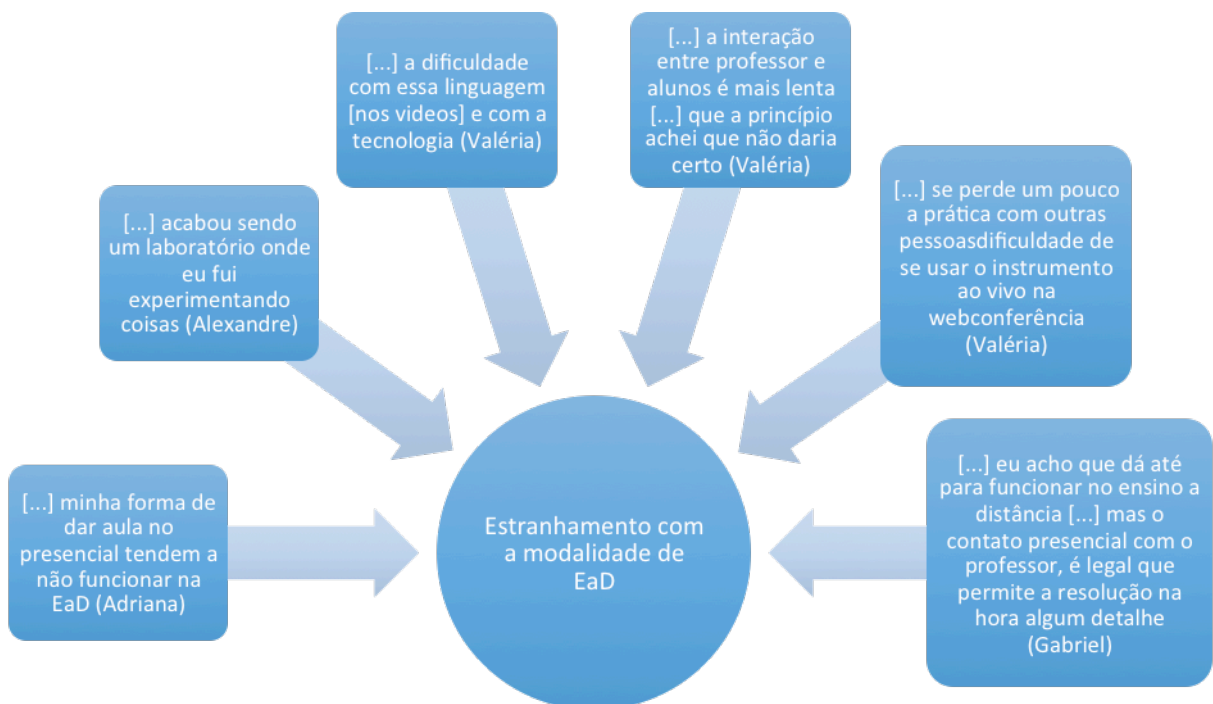 [...] minha forma de
dar aula no
presencial tendem a
não funcionar na
EaD (Adriana)
[...] acabou sendo
um laboratório onde
eu fui
experimentando
coisas (Alexandre)
[...] a dificuldade
com essa linguagem
[nos videos] e com a
tecnologia (Valéria)
[...] a interação
entre professor e
alunos é mais lenta
[...] que a princípio
achei que não daria
certo (Valéria)
[...] se perde um pouco
a prática com outras
pessoasdificuldade de
se usar o instrumento
ao vivo na
webconferência
(Valéria)
[...] eu acho que dá até
para funcionar no ensino a
distância [...] mas o
contato presencial com o
professor, é legal que
permite a resolução na
hora algum detalhe
(Gabriel)
Estranhamento com
a modalidade de
EaD